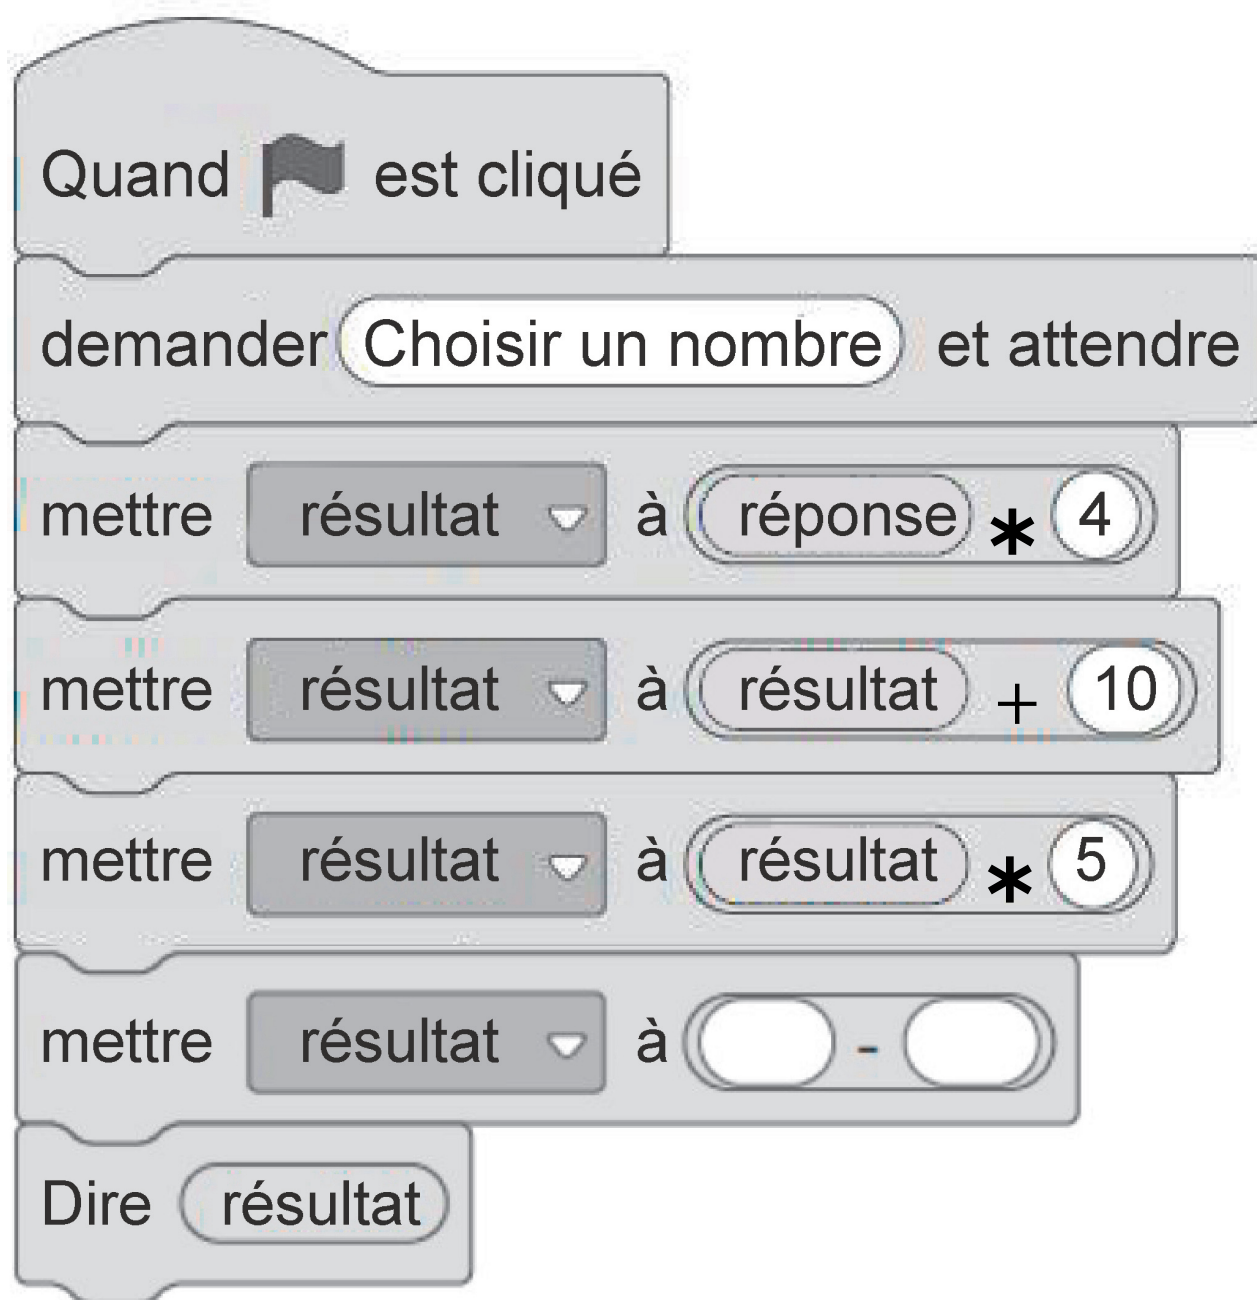 Quand est cliqué
demander Choisir un nombre et attendre
mettre résultat à réponse * 4
mettre résultat à résultat + 10
mettre résultat à résultat * 5
mettre résultat à -
Dire résultat